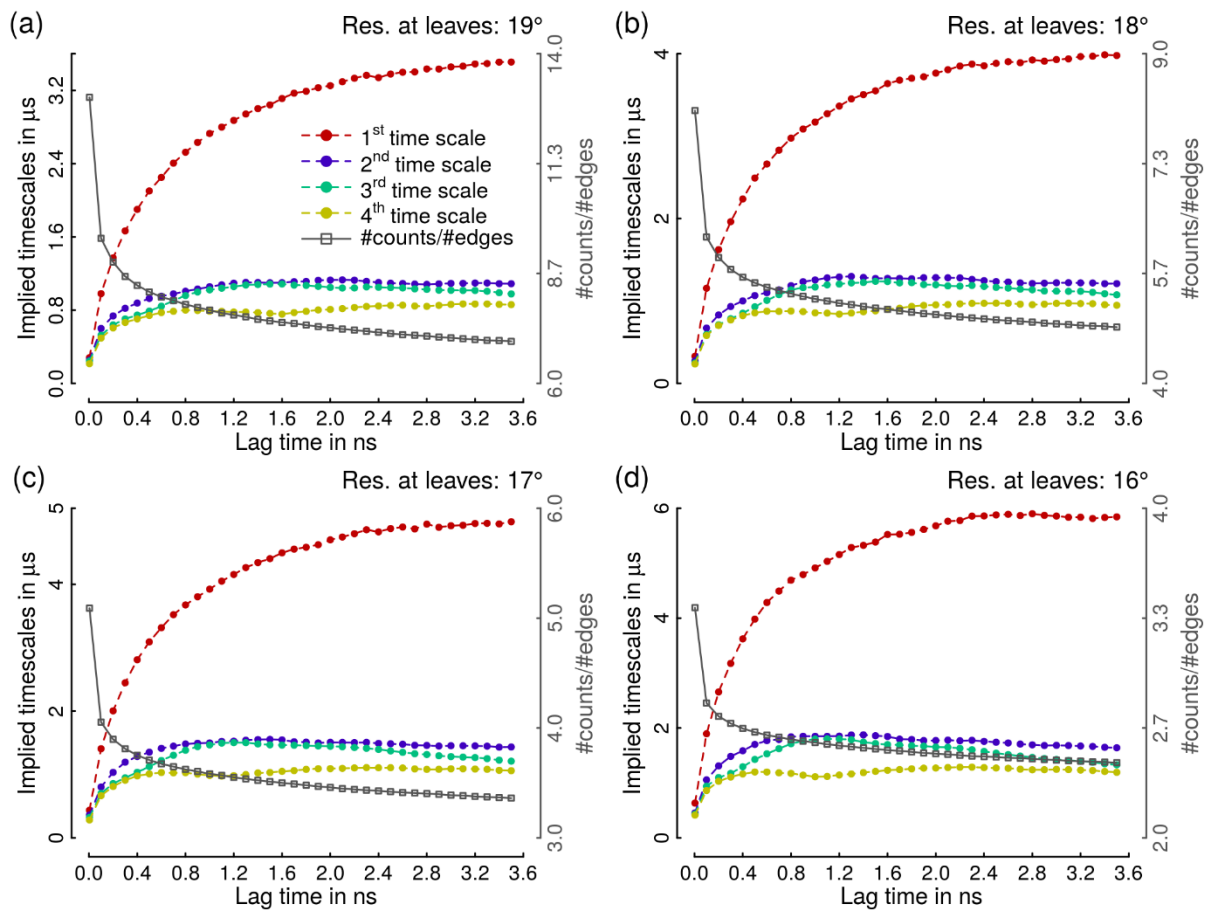 (a)
Res. at leaves: 19°
Implied timescales in µs
0.0
0.8
1.6
2.4
3.2
1st time scale
2nd time scale
3rd time scale
4th time scale
#counts/#edges
14.0
11.3
8.7
6.0
#counts/#edges
0.0 0.4 0.8 1.2 1.6 2.0 2.4 2.8 3.2 3.6
Lag time in ns
(b)
Res. at leaves: 18°
Implied timescales in µs
0
2
4
9.0
7.3
5.7
4.0
#counts/#edges
0.0 0.4 0.8 1.2 1.6 2.0 2.4 2.8 3.2 3.6
Lag time in ns
(c)
Res. at leaves: 17°
Implied timescales in µs
0
2
4
5
6.0
5.0
4.0
3.0
#counts/#edges
0.0 0.4 0.8 1.2 1.6 2.0 2.4 2.8 3.2 3.6
Lag time in ns
(d)
Res. at leaves: 16°
Implied timescales in µs
0
2
4
6
4.0
3.3
2.7
2.0
#counts/#edges
0.0 0.4 0.8 1.2 1.6 2.0 2.4 2.8 3.2 3.6
Lag time in ns